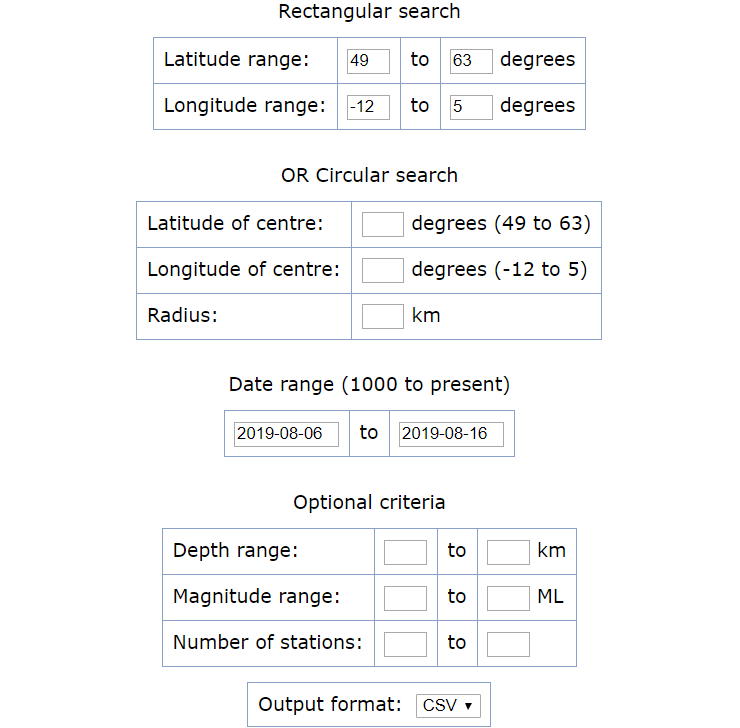 Rectangular search
Latitude range: 49 to 63 degrees
Longitude range: -12 to 5 degrees
OR Circular search
Latitude of centre: degrees (49 to 63)
Longitude of centre: degrees (-12 to 5)
Radius: km
Date range (1000 to present)
2019-08-06 to 2019-08-16
Optional criteria
Depth range: to km
Magnitude range: to ML
Number of stations: to
Output format: CSV